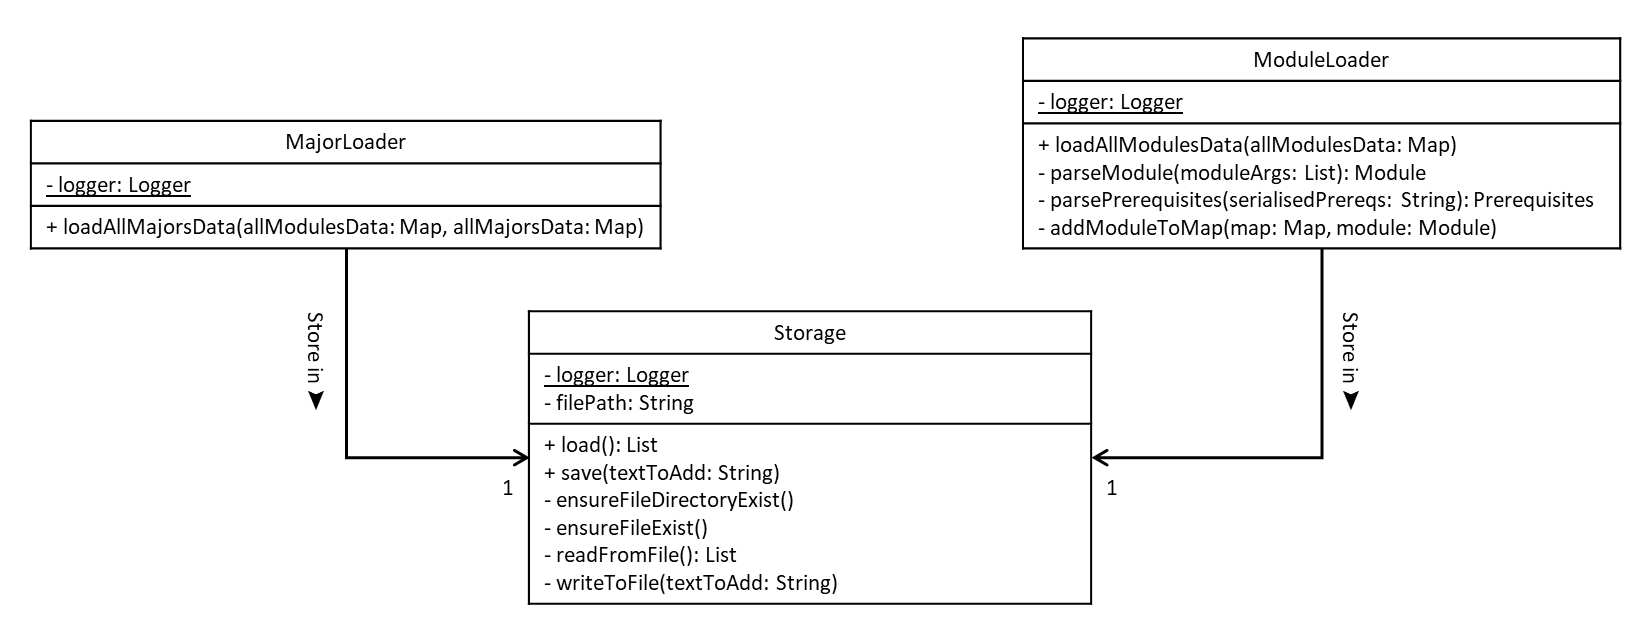 MajorLoader
- logger: Logger
+ loadAllMajorsData(allModulesData: Map, allMajorsData: Map)
ModuleLoader
- logger: Logger
+ loadAllModulesData(allModulesData: Map)
- parseModule(moduleArgs: List): Module
- parsePrerequisites(serialisedPrereqs: String): Prerequisites
- addModuleToMap(map: Map, module: Module)
Store in
Storage
- logger: Logger
- filePath: String
+ load(): List
+ save(textToAdd: String)
- ensureFileDirectoryExist()
- ensureFileExist()
- readFromFile(): List
- writeToFile(textToAdd: String)
Store in
1
1